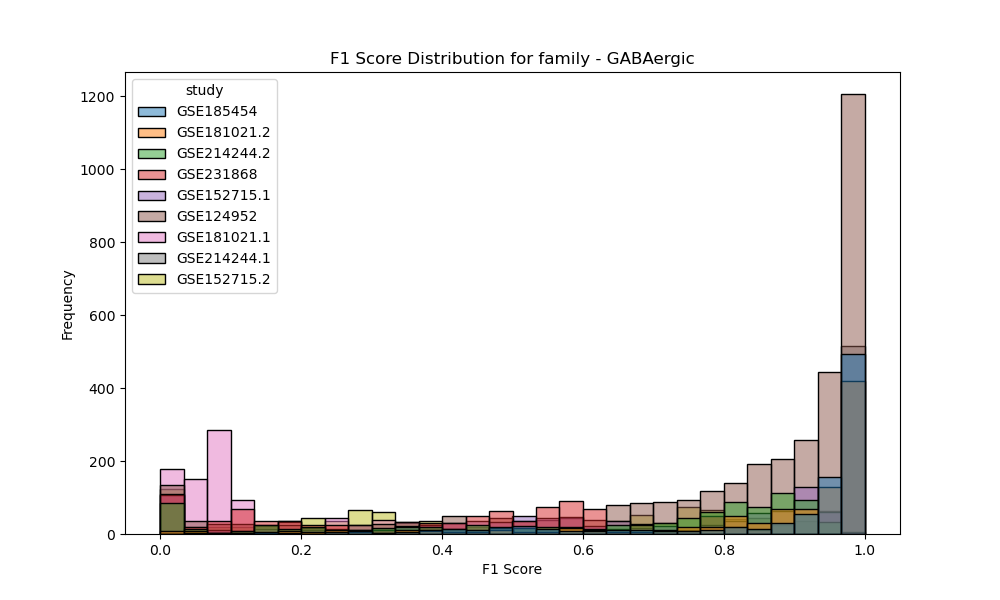 F1 Score Distribution for family - GABAergic
study
GSE185454
GSE181021.2
GSE214244.2
GSE231868
GSE152715.1
GSE124952
GSE181021.1
GSE214244.1
GSE152715.2
Frequency
1200
1000
800
600
400
200
0
0.0 0.2 0.4 0.6 0.8 1.0
F1 Score